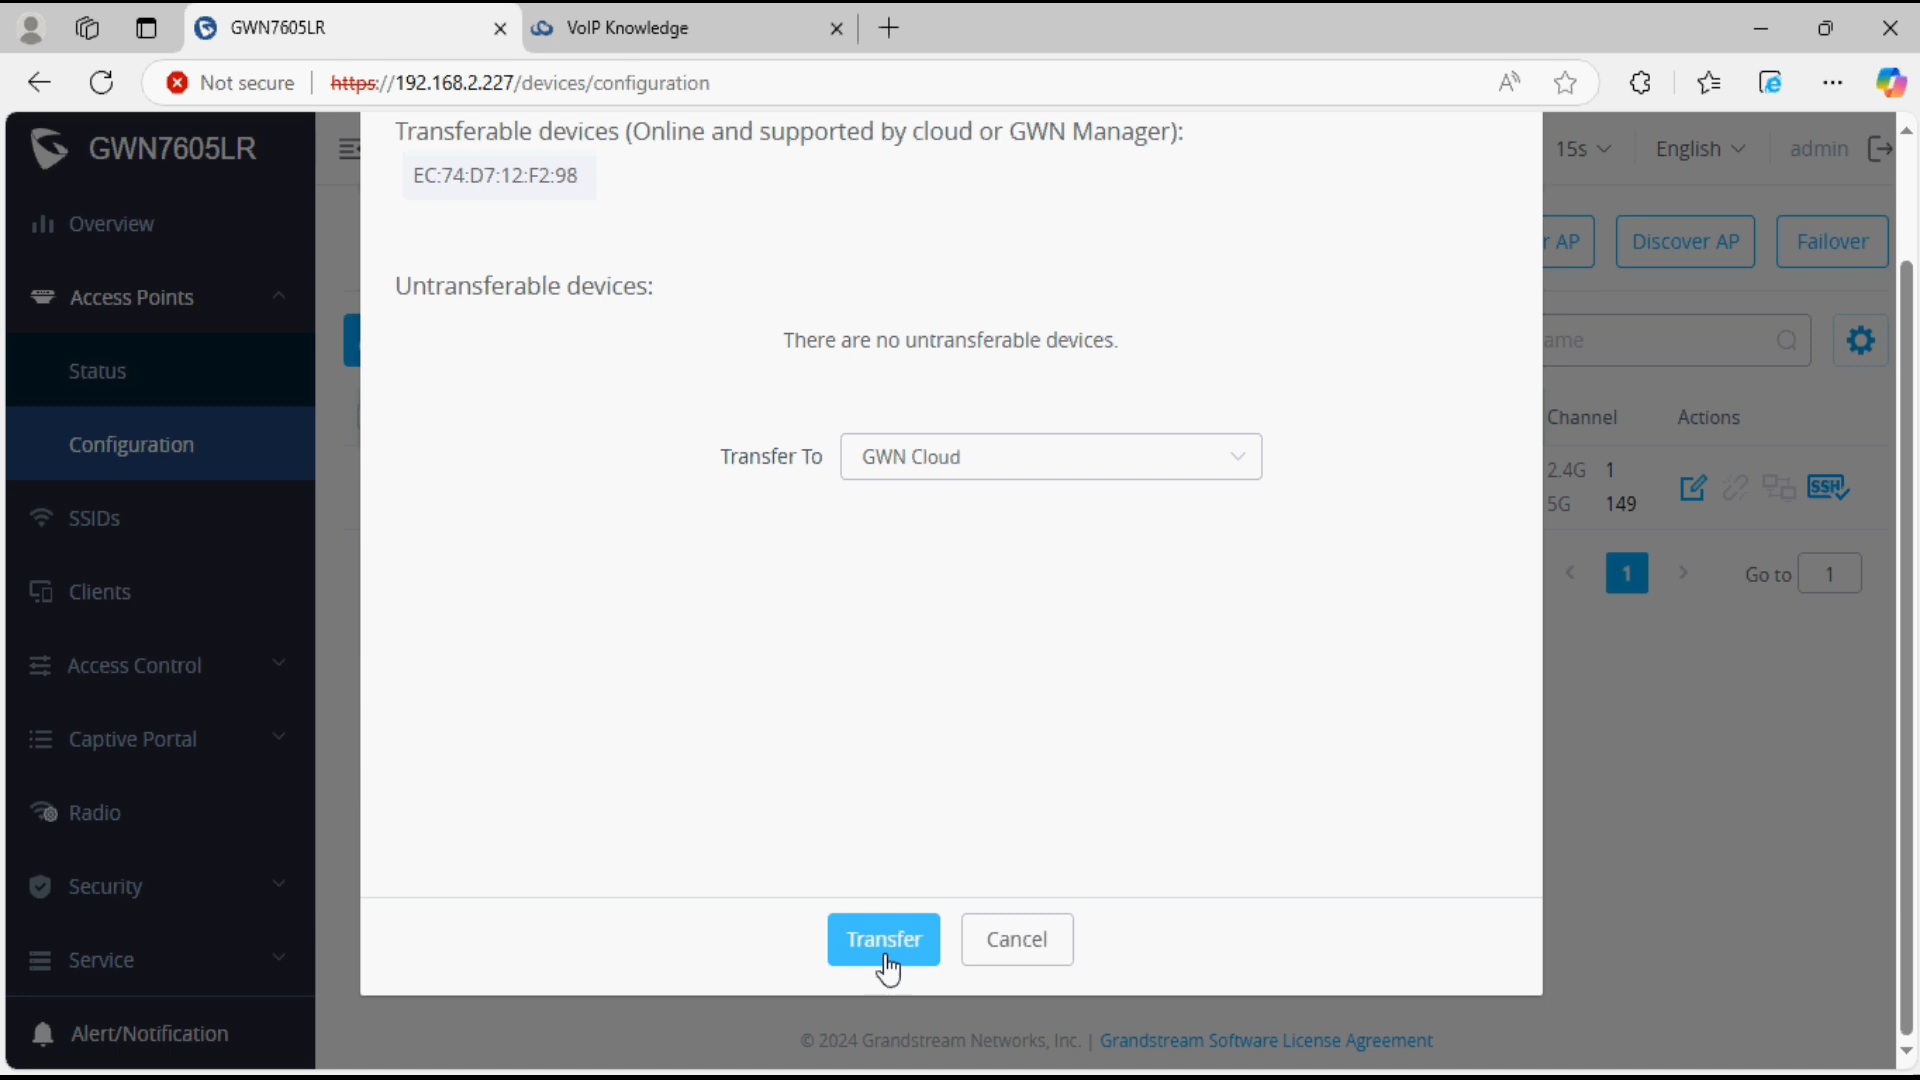 GWN7605LR
VoIP Knowledge
Not secure
https://192.168.2.227/devices/configuration
GWN7605LR
Transferable devices (Online and supported by cloud or GWN Manager):
15s
English
admin
EC:74:D7:12:F2:98
Overview
r AP
Discover AP
Failover
Access Points
Untransferable devices:
There are no untransferable devices.
ame
Status
Channel
Actions
Configuration
Transfer To
GWN Cloud
2.4G 1
SSH
5G 149
SSIDs
1
Go to
1
Clients
Access Control
Captive Portal
Radio
Security
Transfer
Cancel
Service
Alert/Notification
© 2024 Grandstream Networks, Inc. | Grandstream Software License Agreement